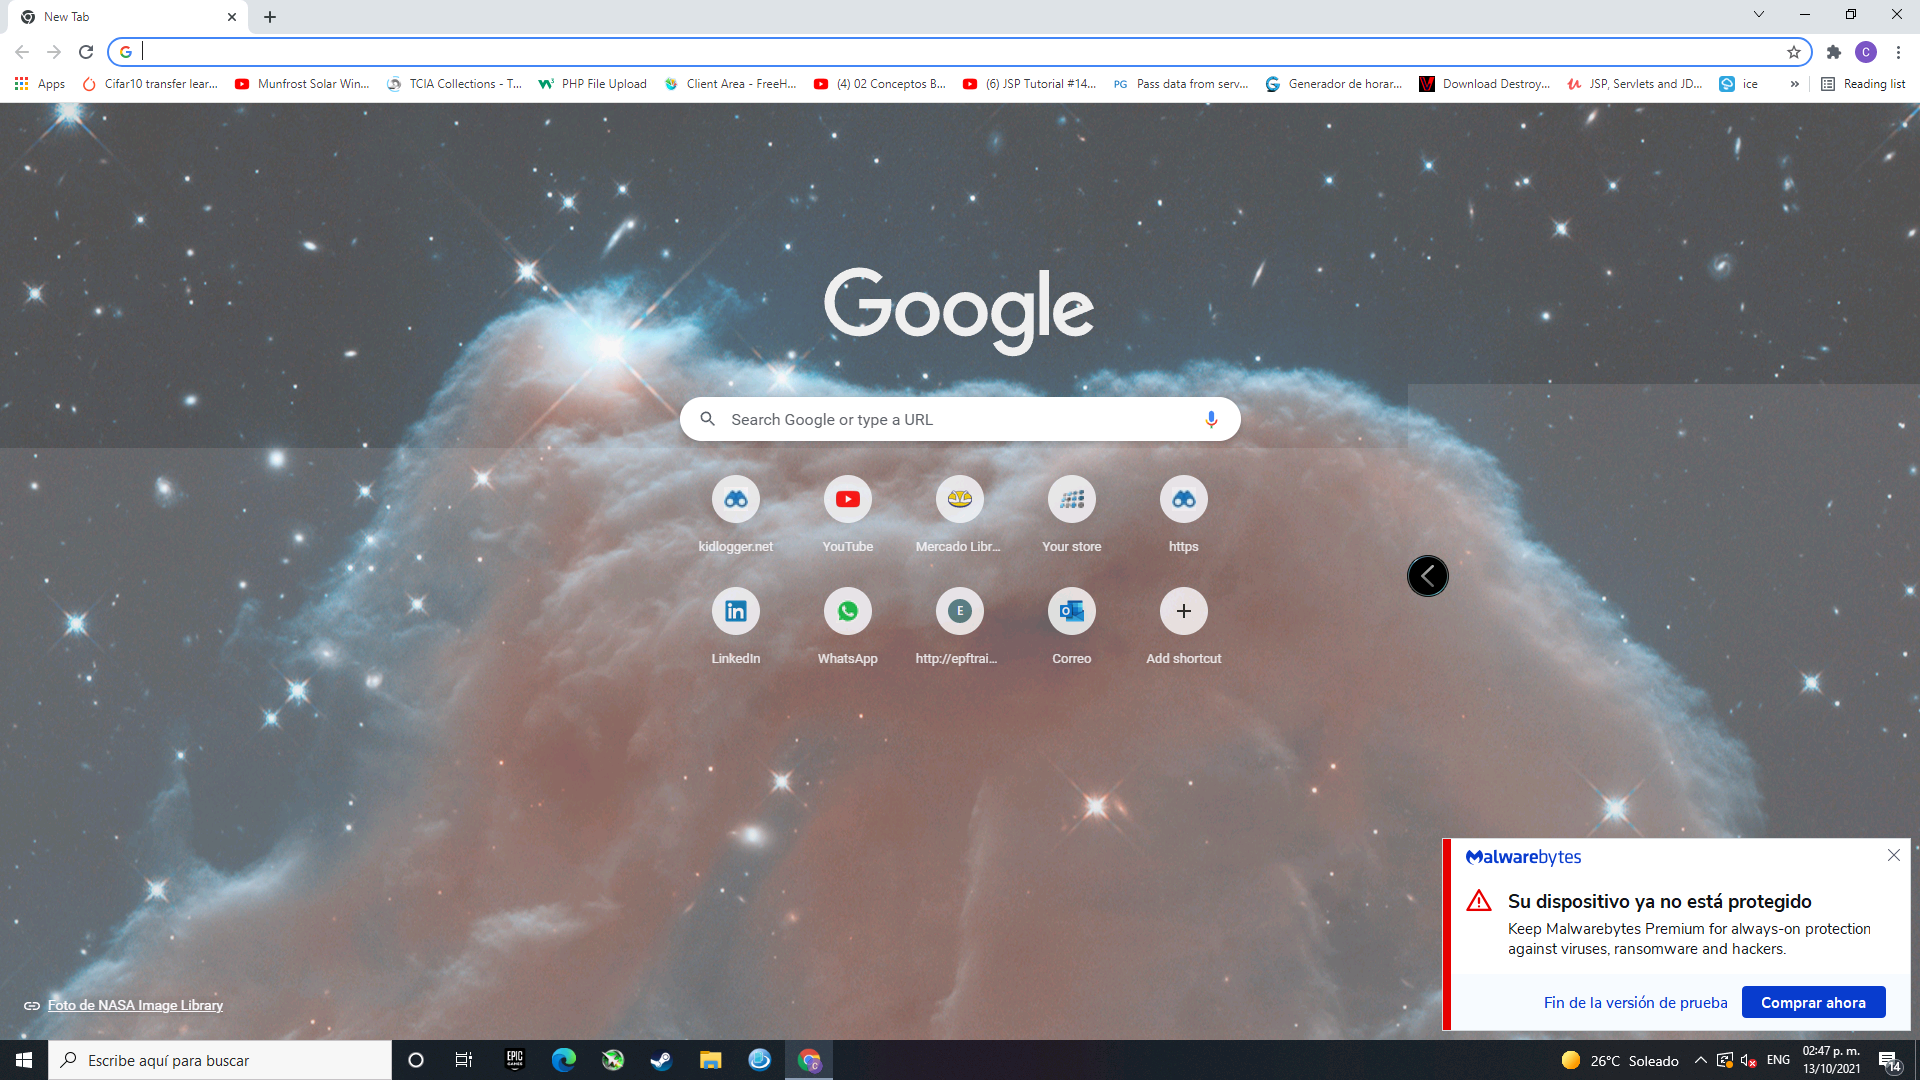 New Tab
Apps
Cifar10 transfer lear...
Munfrost Solar Win...
TCIA Collections - T...
PHP File Upload
Client Area - FreeH...
(4) 02 Conceptos B...
(6) JSP Tutorial #14...
PG Pass data from serv...
Generador de horar...
Download Destroy...
JSP, Servlets and JD...
ice
»
Reading list
C
Google
Search Google or type a URL
kidlogger.net
YouTube
Mercado Libr...
Your store
https
LinkedIn
WhatsApp
E
http://epftrai...
Correo
Add shortcut
Malwarebytes
Su dispositivo ya no está protegido
Keep Malwarebytes Premium for always-on protection
against viruses, ransomware and hackers.
Fin de la versión de prueba
Comprar ahora
Foto de NASA Image Library
Escribe aquí para buscar
EPIC GAMES
26°C Soleado
ENG
02:47 p. m.
13/10/2021
14